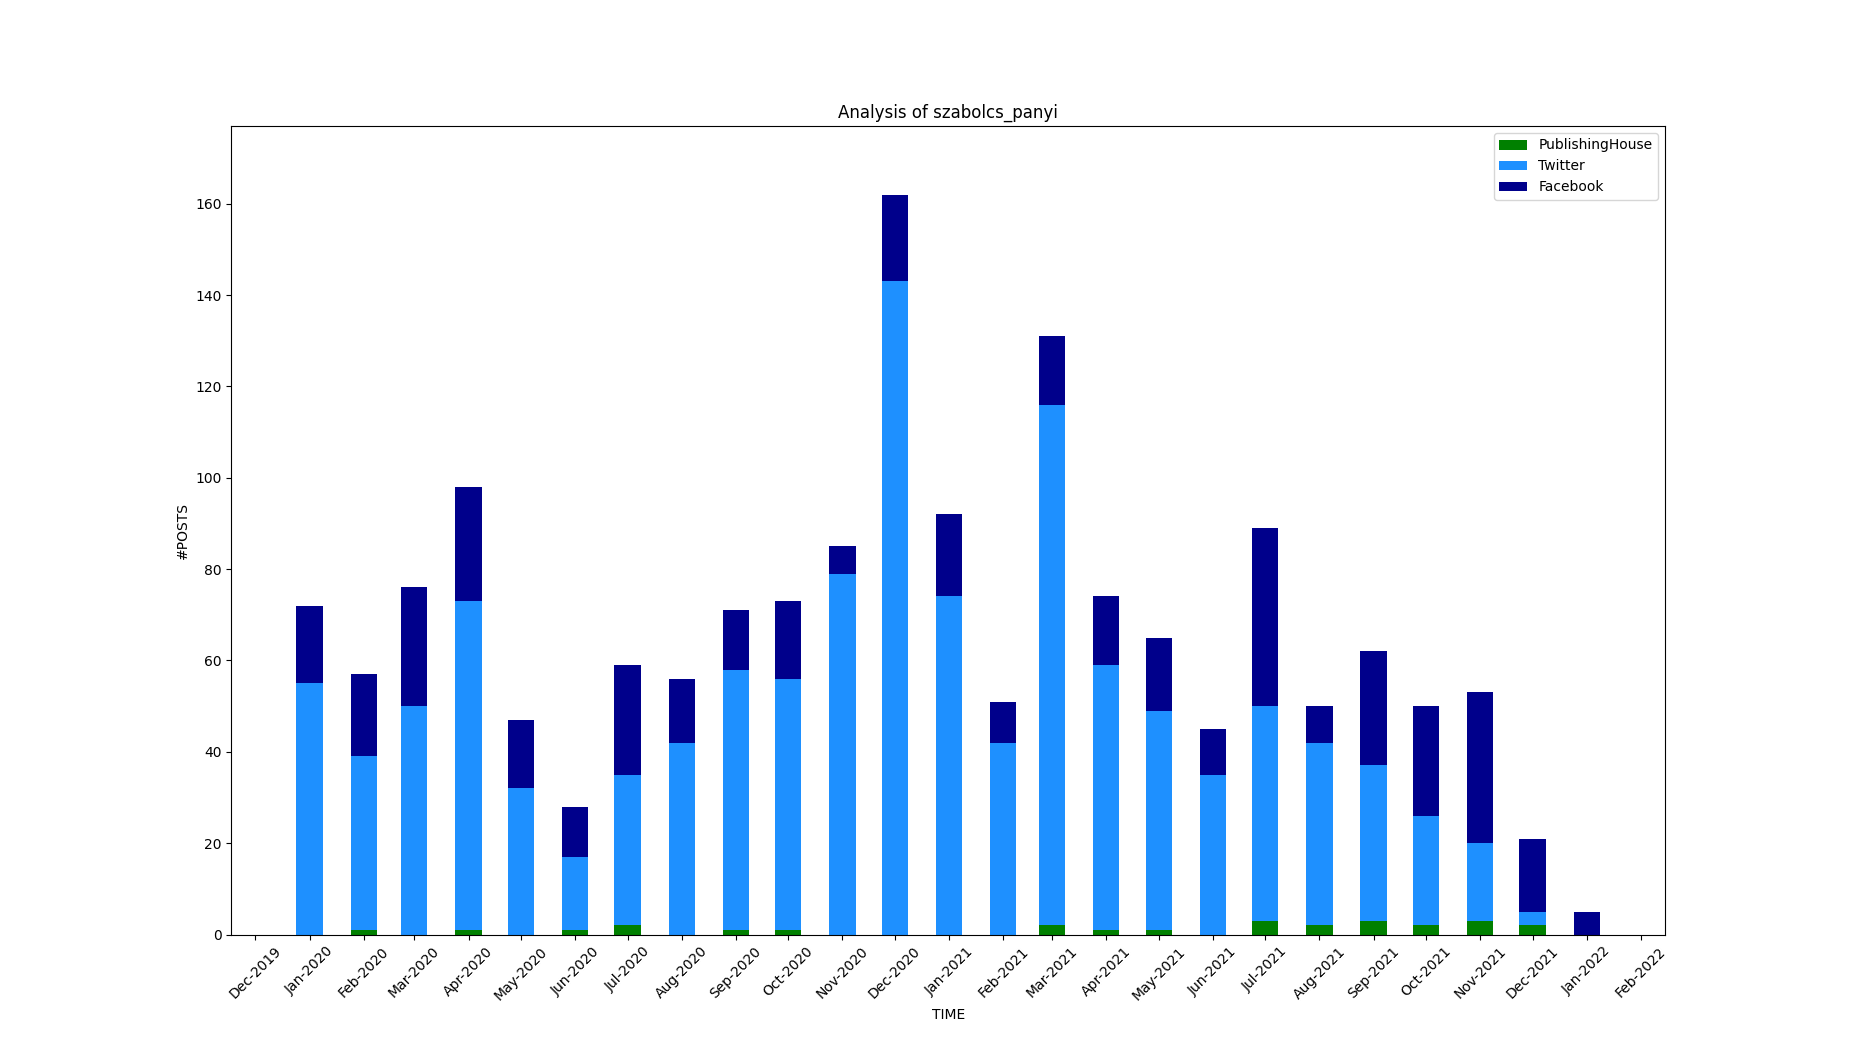 Analysis of szabolcs_panyi
PublishingHouse
Twitter
Facebook
#POSTS
160
140
120
100
80
60
40
20
0
Dec-2019
Jan-2020
Feb-2020
Mar-2020
Apr-2020
May-2020
Jun-2020
Jul-2020
Aug-2020
Sep-2020
Oct-2020
Nov-2020
Dec-2020
Jan-2021
Feb-2021
Mar-2021
Apr-2021
May-2021
Jun-2021
Jul-2021
Aug-2021
Sep-2021
Oct-2021
Nov-2021
Dec-2021
Jan-2022
Feb-2022
TIME